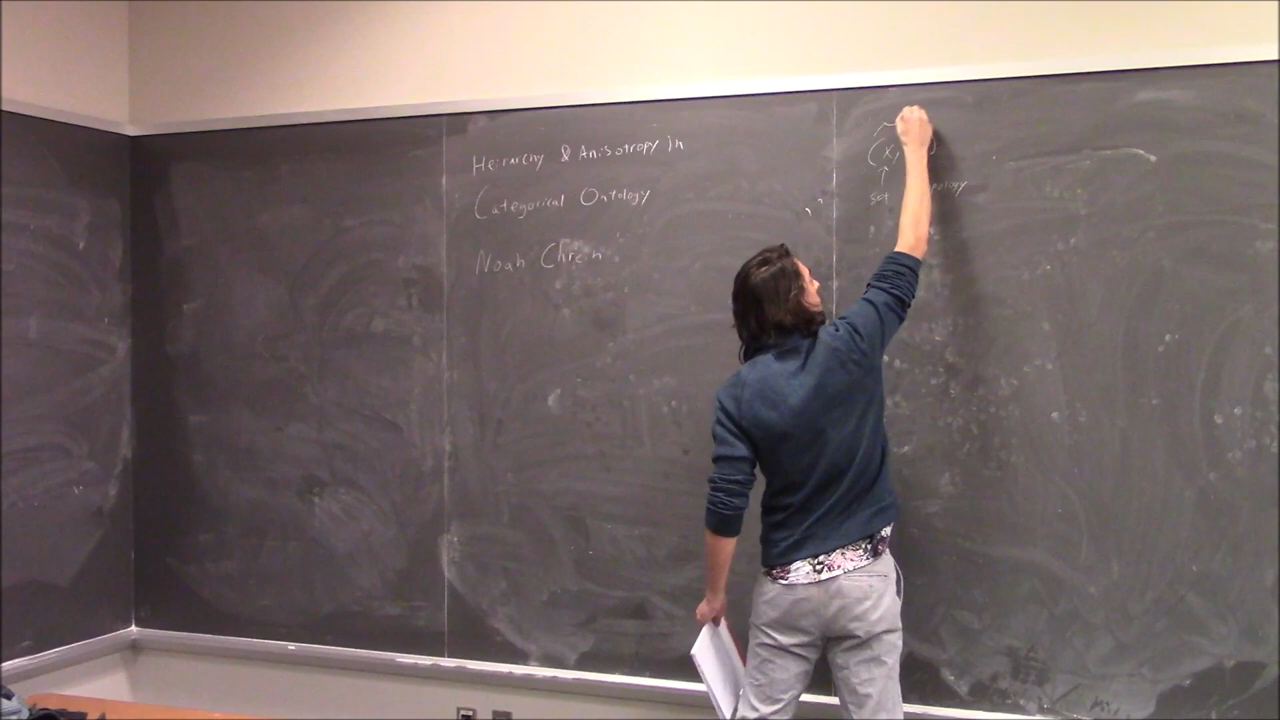 Heirarchy & Anisotropy in
Categorical Ontology
Noah Chrein
(X,
set